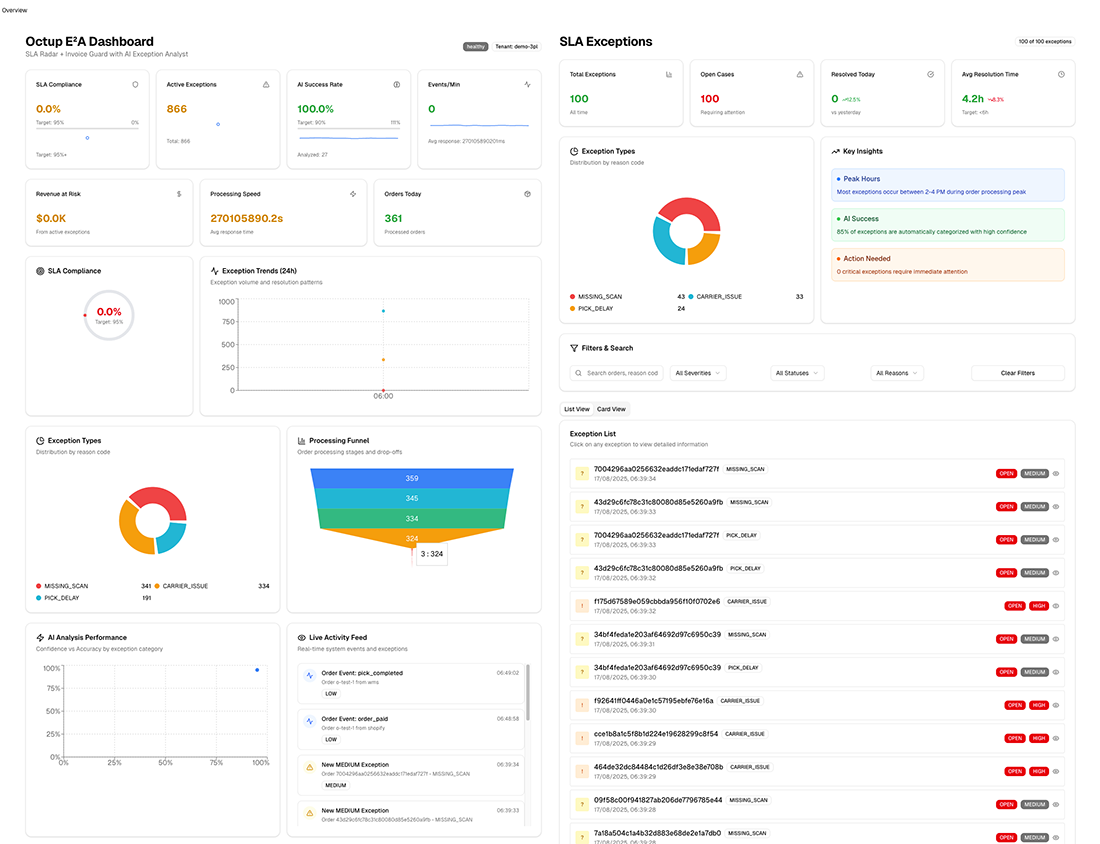 Overview
Octup E²A Dashboard
SLA Radar + Invoice Guard with AI Exception Analyst
healthy
Tenant: demo-3pl
SLA Compliance
0.0%
Target: 95%
0%
Target: 95%+
Active Exceptions
866
Total: 866
AI Success Rate
100.0%
Target: 90%
111%
Analyzed: 27
Events/Min
0
Avg response: 270105890201ms
Revenue at Risk
$0.0K
From active exceptions
Processing Speed
270105890.2s
Avg response time
Orders Today
361
Processed orders
SLA Compliance
0.0%
Target: 95%
Exception Trends (24h)
Exception volume and resolution patterns
1000
750
500
250
0
06:00
Exception Types
Distribution by reason code
MISSING_SCAN 341
CARRIER_ISSUE 334
PICK_DELAY 191
Processing Funnel
Order processing stages and drop-offs
359
345
334
324
3 : 324
AI Analysis Performance
Confidence vs Accuracy by exception category
100%
75%
50%
25%
0%
0% 25% 50% 75% 100%
Live Activity Feed
Real-time system events and exceptions
Order Event: pick_completed 06:49:02
Order o-test-1 from wms
LOW
Order Event: order_paid 06:48:58
Order o-test-1 from shopify
LOW
New MEDIUM Exception 06:39:34
Order 7004296aa0256632eaddc171edaf727f - MISSING_SCAN
MEDIUM
New MEDIUM Exception 06:39:33
Order 43d29c6fc78c31c80080d85e5260a9fb - MISSING_SCAN
SLA Exceptions
100 of 100 exceptions
Total Exceptions
100
All time
Open Cases
100
Requiring attention
Resolved Today
0 +12.5%
vs yesterday
Avg Resolution Time
4.2h -8.3%
Target: <6h
Exception Types
Distribution by reason code
MISSING_SCAN 43
CARRIER_ISSUE 33
PICK_DELAY 24
Key Insights
Peak Hours
Most exceptions occur between 2-4 PM during order processing peak
AI Success
85% of exceptions are automatically categorized with high confidence
Action Needed
0 critical exceptions require immediate attention
Filters & Search
Search orders, reason cod
All Severities
All Statuses
All Reasons
Clear Filters
List View
Card View
Exception List
Click on any exception to view detailed information
? 7004296aa0256632eaddc171edaf727f MISSING_SCAN
17/08/2025, 06:39:34
OPEN MEDIUM
? 43d29c6fc78c31c80080d85e5260a9fb MISSING_SCAN
17/08/2025, 06:39:33
OPEN MEDIUM
? 7004296aa0256632eaddc171edaf727f PICK_DELAY
17/08/2025, 06:39:33
OPEN MEDIUM
? 43d29c6fc78c31c80080d85e5260a9fb PICK_DELAY
17/08/2025, 06:39:32
OPEN MEDIUM
! f175d67589e059cbbda956f10f0702e6 CARRIER_ISSUE
17/08/2025, 06:39:32
OPEN HIGH
? 34bf4feda1e203af64692d97c6950c39 MISSING_SCAN
17/08/2025, 06:39:31
OPEN MEDIUM
? 34bf4feda1e203af64692d97c6950c39 PICK_DELAY
17/08/2025, 06:39:30
OPEN MEDIUM
! f92641ff0446a0e1c57195ebfe76e16a CARRIER_ISSUE
17/08/2025, 06:39:30
OPEN HIGH
! cce1b8a1c5f8b1d224e19628299c8f54 CARRIER_ISSUE
17/08/2025, 06:39:29
OPEN HIGH
! 464de32dc84484c1d26df3e8e38e708b CARRIER_ISSUE
17/08/2025, 06:39:29
OPEN HIGH
? 09f58c00f941827ab206de7796785e44 MISSING_SCAN
17/08/2025, 06:39:28
OPEN MEDIUM
? 7a18a504c1a4b32d883e68de2e1a7db0 MISSING_SCAN
17/08/2025, 06:39:28
OPEN MEDIUM